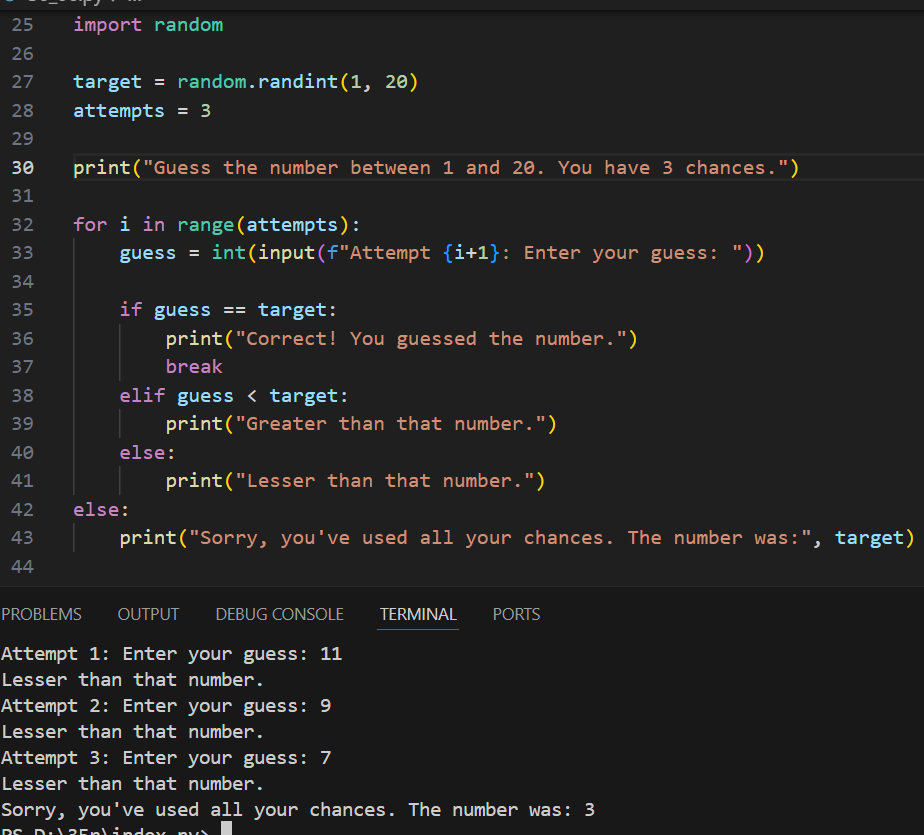 25 import random
26
27 target = random.randint(1, 20)
28 attempts = 3
29
30 print("Guess the number between 1 and 20. You have 3 chances.")
31
32 for i in range(attempts):
33     guess = int(input(f"Attempt {i+1}: Enter your guess: "))
34
35     if guess == target:
36         print("Correct! You guessed the number.")
37         break
38     elif guess < target:
39         print("Greater than that number.")
40     else:
41         print("Lesser than that number.")
42 else:
43     print("Sorry, you've used all your chances. The number was:", target)
44
PROBLEMS OUTPUT DEBUG CONSOLE TERMINAL PORTS
Attempt 1: Enter your guess: 11
Lesser than that number.
Attempt 2: Enter your guess: 9
Lesser than that number.
Attempt 3: Enter your guess: 7
Lesser than that number.
Sorry, you've used all your chances. The number was: 3